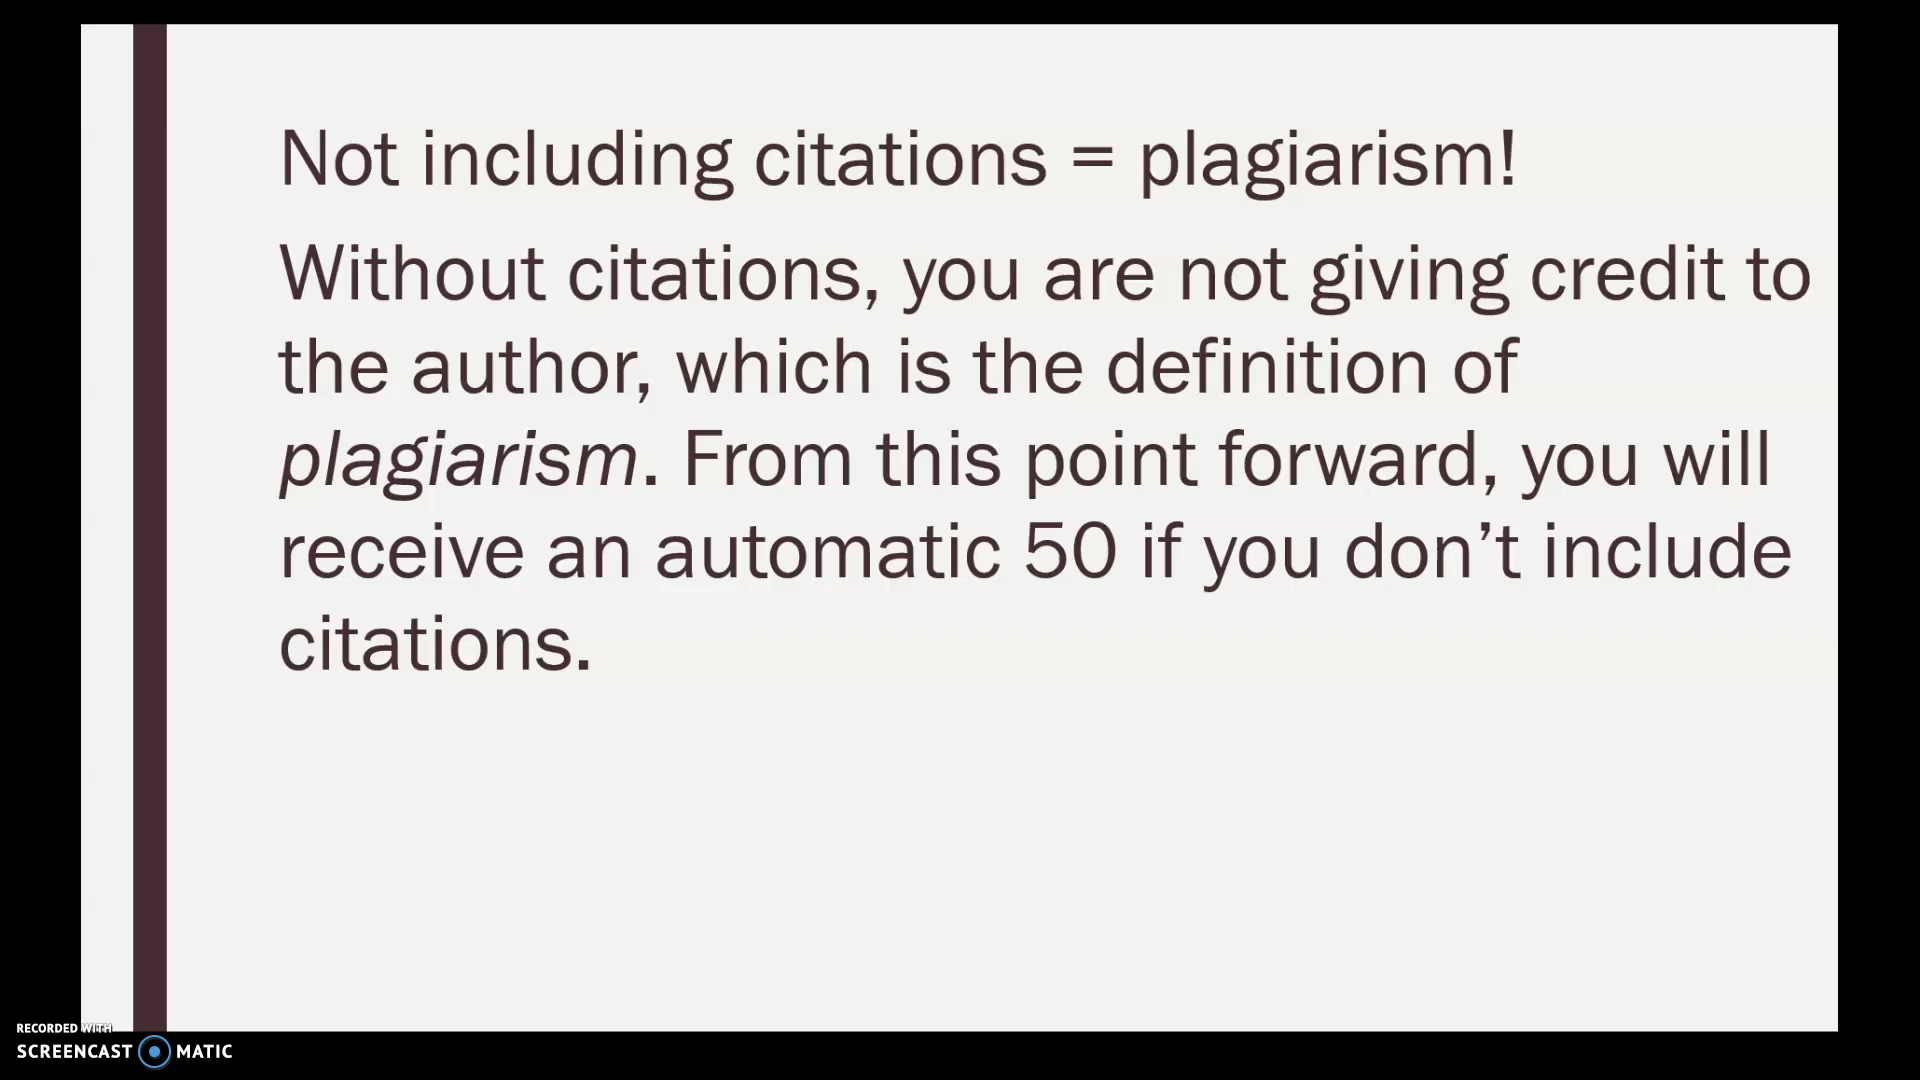 Not including citations = plagiarism!
Without citations, you are not giving credit to
the author, which is the definition of
plagiarism. From this point forward, you will
receive an automatic 50 if you don’t include
citations.
RECORDED WITH
SCREENCAST MATIC